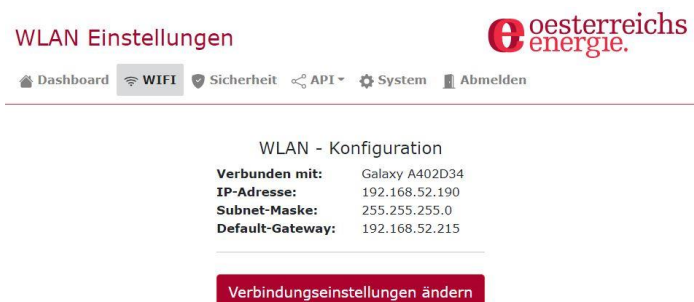 WLAN Einstellungen
oesterreichs
energie.
Dashboard WIFI Sicherheit API System Abmelden
WLAN - Konfiguration
Verbunden mit: Galaxy A402D34
IP-Adresse: 192.168.52.190
Subnet-Maske: 255.255.255.0
Default-Gateway: 192.168.52.215
Verbindungseinstellungen ändern